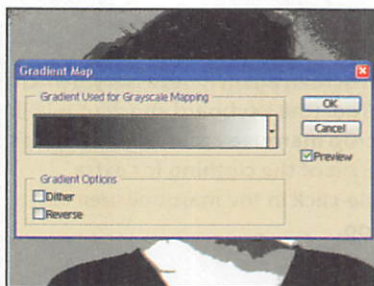 Gradient Map
Gradient Used for Grayscale Mapping
OK
Cancel
Preview
Gradient Options
Dither
Reverse